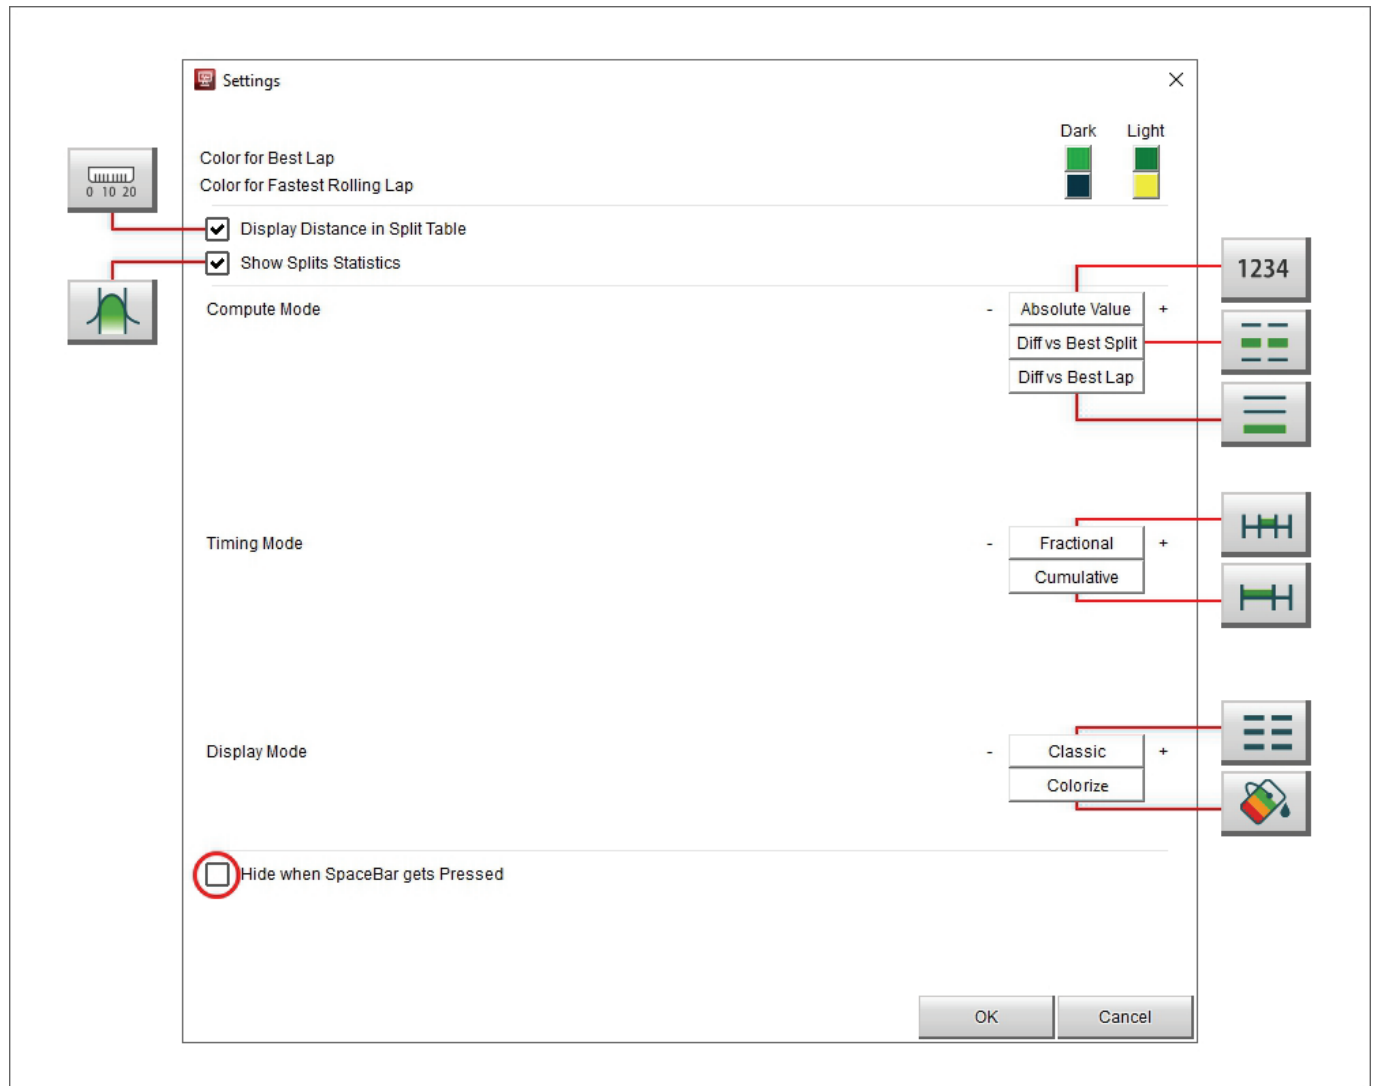 Settings
Dark Light
Color for Best Lap
Color for Fastest Rolling Lap
0 10 20
Display Distance in Split Table
Show Splits Statistics
1234
Compute Mode - Absolute Value +
Diff vs Best Split
Diff vs Best Lap
Timing Mode - Fractional +
Cumulative
Display Mode - Classic +
Colorize
Hide when SpaceBar gets Pressed
OK Cancel